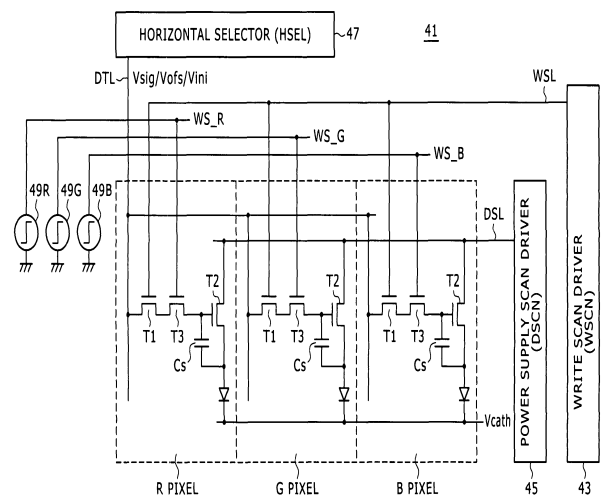 HORIZONTAL SELECTOR (HSEL)
47
41
DTL
Vsig/Vofs/Vini
WSL
WS_R
WS_G
WS_B
49R
49G
49B
DSL
T2
T2
T2
T1
T3
T1
T3
T1
T3
Cs
Cs
Cs
Vcath
POWER SUPPLY SCAN DRIVER
(DSCN)
WRITE SCAN DRIVER
(WSCN)
R PIXEL
G PIXEL
B PIXEL
45
43